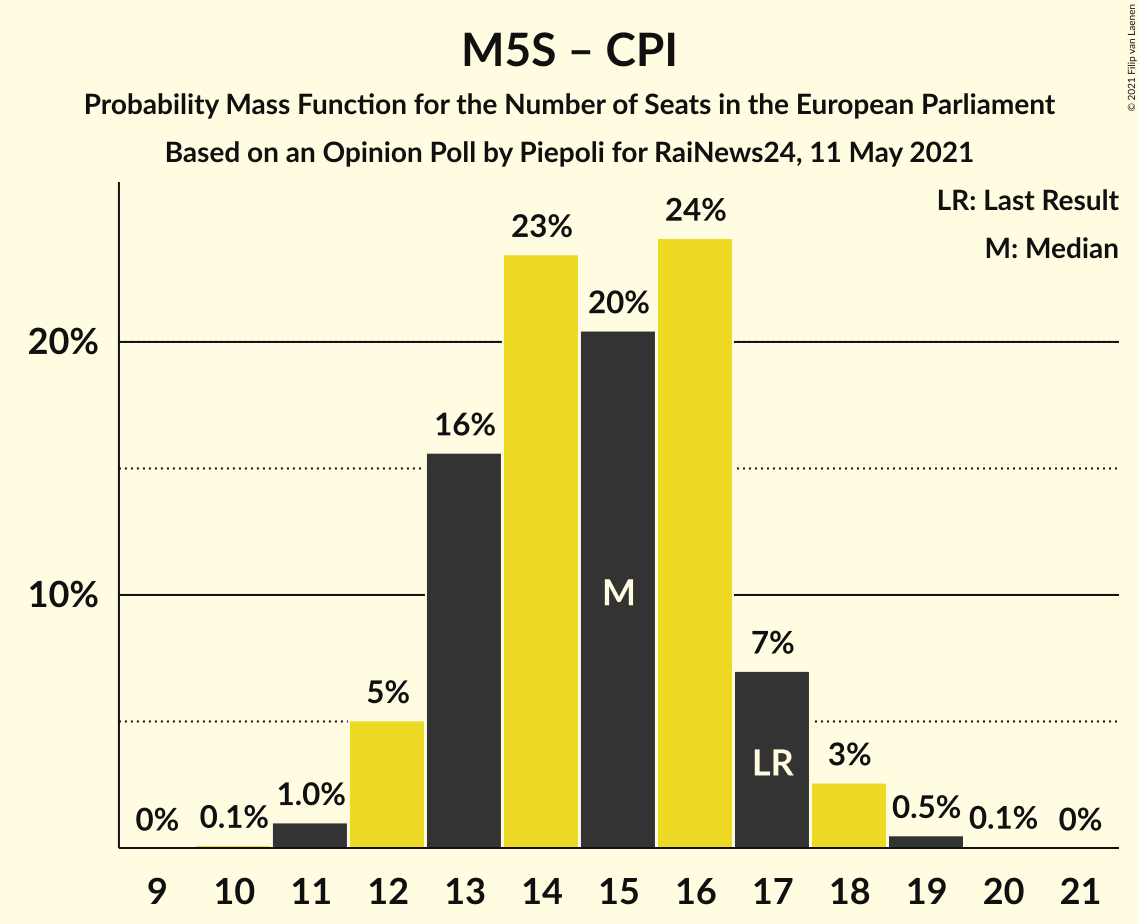 M5S – CPI
Probability Mass Function for the Number of Seats in the European Parliament
Based on an Opinion Poll by Piepoli for RaiNews24, 11 May 2021
© 2021 Filip van Laenen
LR: Last Result
M: Median
20%
10%
0%
0.1%
1.0%
5%
16%
23%
20%
24%
7%
3%
0.5%
0.1%
0%
M
LR
9 10 11 12 13 14 15 16 17 18 19 20 21